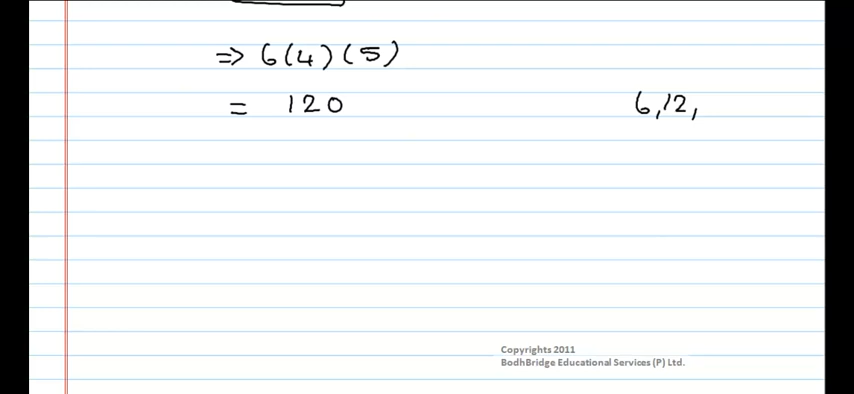 => 6(4)(5)
= 120 6,12,
Copyrights 2011
BodhBridge Educational Services (P) Ltd.